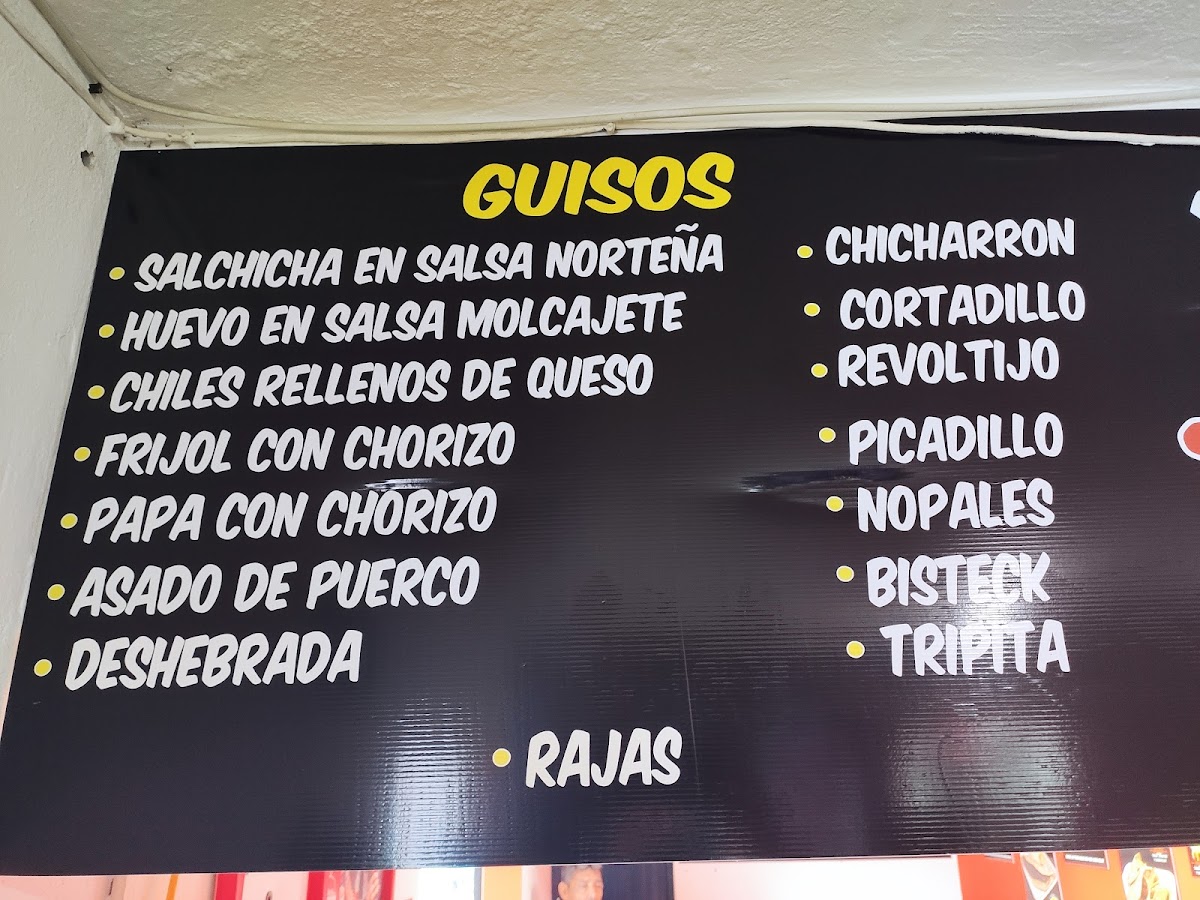 GUISOS
• SALCHICHA EN SALSA NORTEÑA
• HUEVO EN SALSA MOLCAJETE
• CHILES RELLENOS DE QUESO
• FRIJOL CON CHORIZO
• PAPA CON CHORIZO
• ASADO DE PUERCO
• DESHEBRADA
• CHICHARRON
• CORTADILLO
• REVOLTIJO
• PICADILLO
• NOPALES
• BISTECK
• TRIPITA
• RAJAS